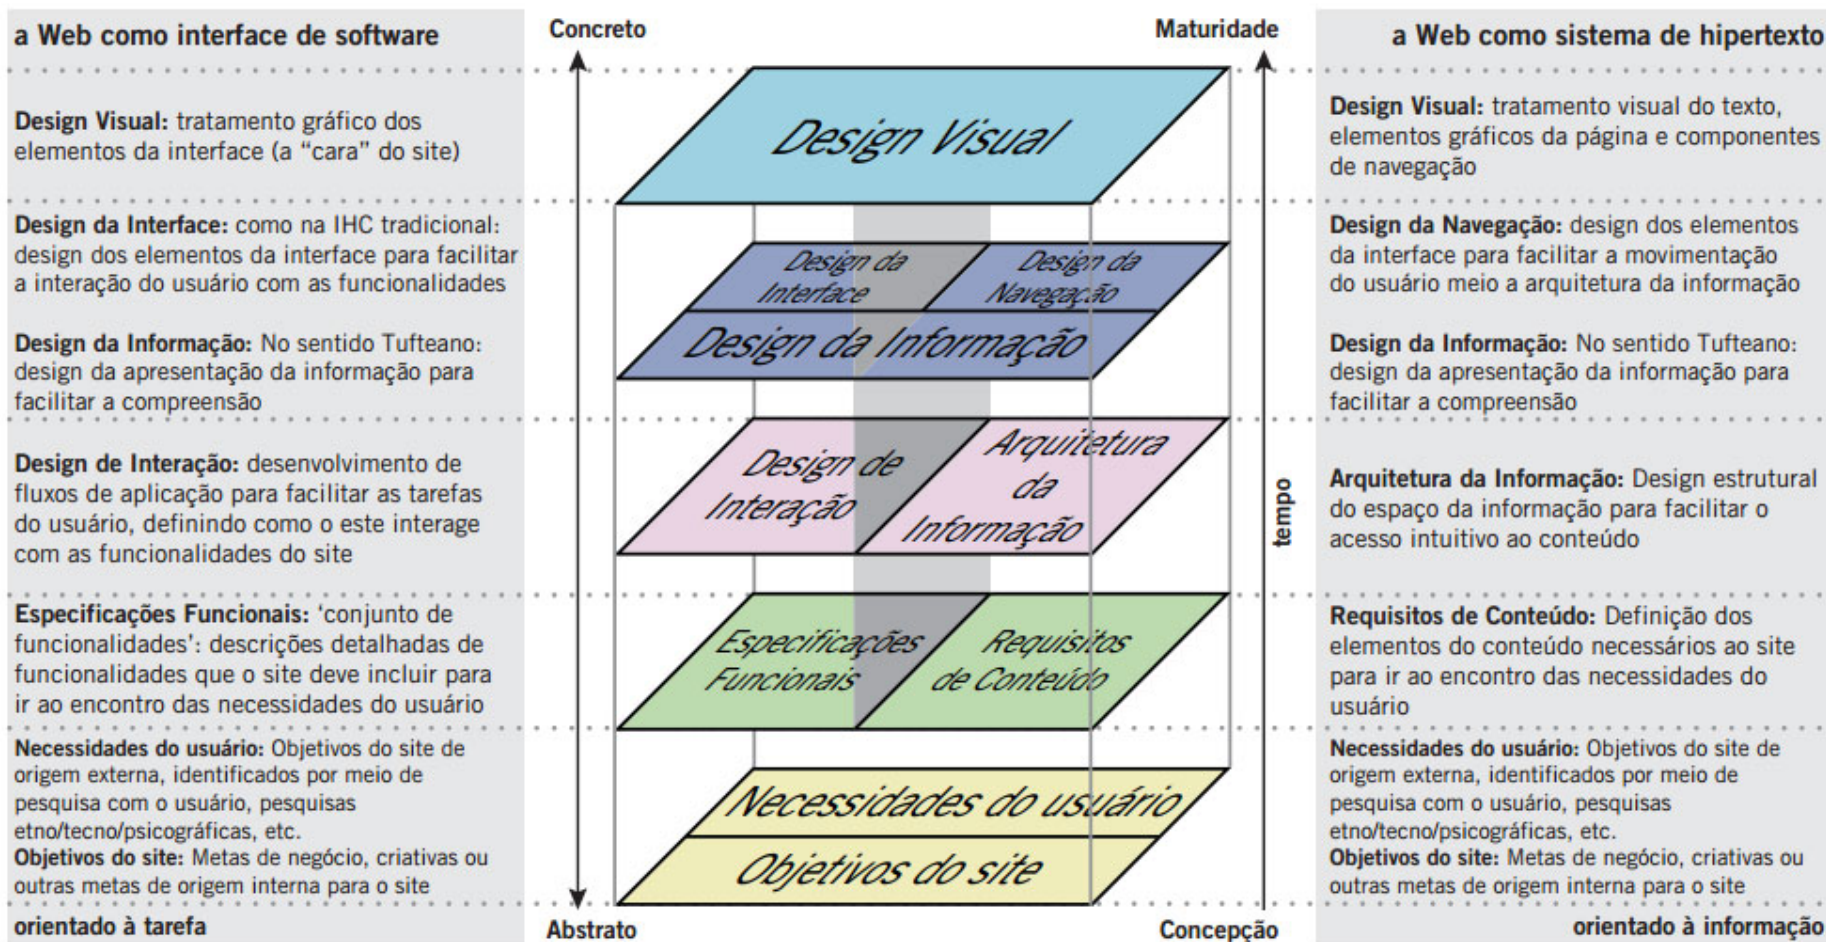 a Web como interface de software
Design Visual: tratamento gráfico dos
elementos da interface (a “cara” do site)
Design da Interface: como na IHC tradicional:
design dos elementos da interface para facilitar
a interação do usuário com as funcionalidades
Design da Informação: No sentido Tufteano:
design da apresentação da informação para
facilitar a compreensão
Design de Interação: desenvolvimento de
fluxos de aplicação para facilitar as tarefas
do usuário, definindo como o este interage
com as funcionalidades do site
Especificações Funcionais: ‘conjunto de
funcionalidades’: descrições detalhadas de
funcionalidades que o site deve incluir para
ir ao encontro das necessidades do usuário
Necessidades do usuário: Objetivos do site de
origem externa, identificados por meio de
pesquisa com o usuário, pesquisas
etno/tecno/psicográficas, etc.
Objetivos do site: Metas de negócio, criativas ou
outras metas de origem interna para o site
orientado à tarefa
Concreto
Maturidade
Design Visual
Design da
Interface
Design da
Navegação
Design da Informação
Design de
Interação
Arquitetura
da
Informação
tempo
Especificações
Funcionais
Requisitos
de Conteúdo
Necessidades do usuário
Objetivos do site
Abstrato
Concepção
a Web como sistema de hipertexto
Design Visual: tratamento visual do texto,
elementos gráficos da página e componentes
de navegação
Design da Navegação: design dos elementos
da interface para facilitar a movimentação
do usuário meio a arquitetura da informação
Design da Informação: No sentido Tufteano:
design da apresentação da informação para
facilitar a compreensão
Arquitetura da Informação: Design estrutural
do espaço da informação para facilitar o
acesso intuitivo ao conteúdo
Requisitos de Conteúdo: Definição dos
elementos do conteúdo necessários ao site
para ir ao encontro das necessidades do
usuário
Necessidades do usuário: Objetivos do site de
origem externa, identificados por meio de
pesquisa com o usuário, pesquisas
etno/tecno/psicográficas, etc.
Objetivos do site: Metas de negócio, criativas ou
outras metas de origem interna para o site
orientado à informação